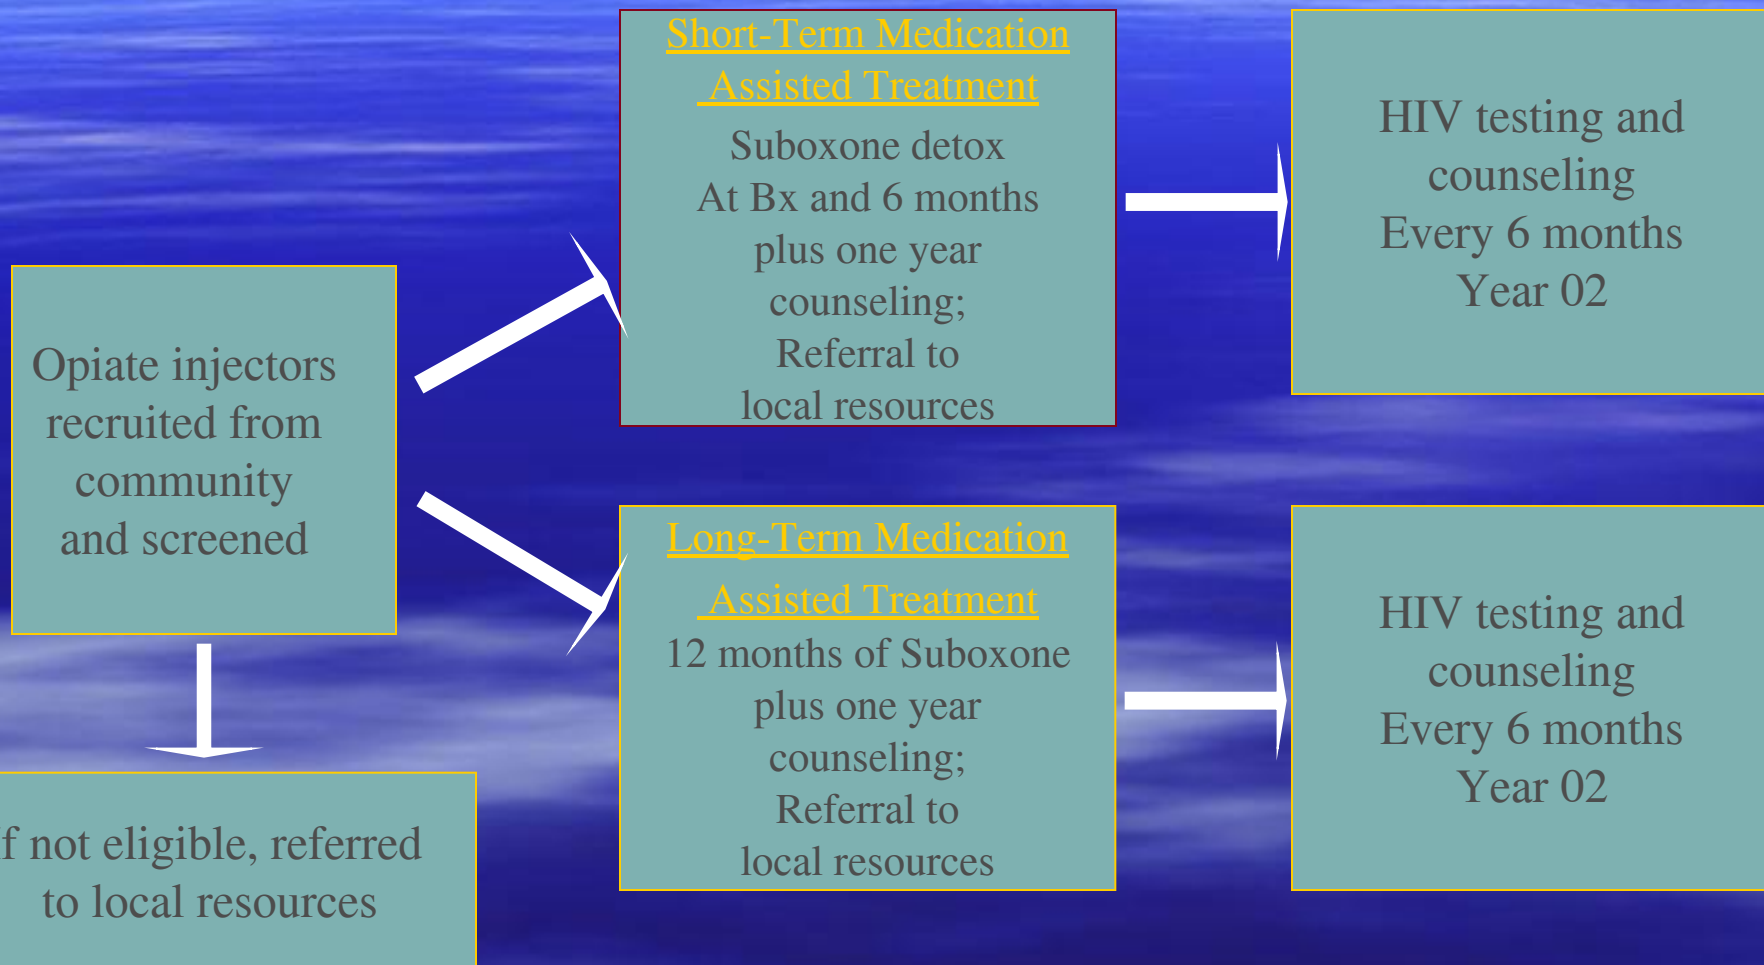 Opiate injectors
recruited from
community
and screened
f not eligible, referred
to local resources
Short-Term Medication
Assisted Treatment
Suboxone detox
At Bx and 6 months
plus one year
counseling;
Referral to
local resources
Long-Term Medication
Assisted Treatment
12 months of Suboxone
plus one year
counseling;
Referral to
local resources
HIV testing and
counseling
Every 6 months
Year 02
HIV testing and
counseling
Every 6 months
Year 02